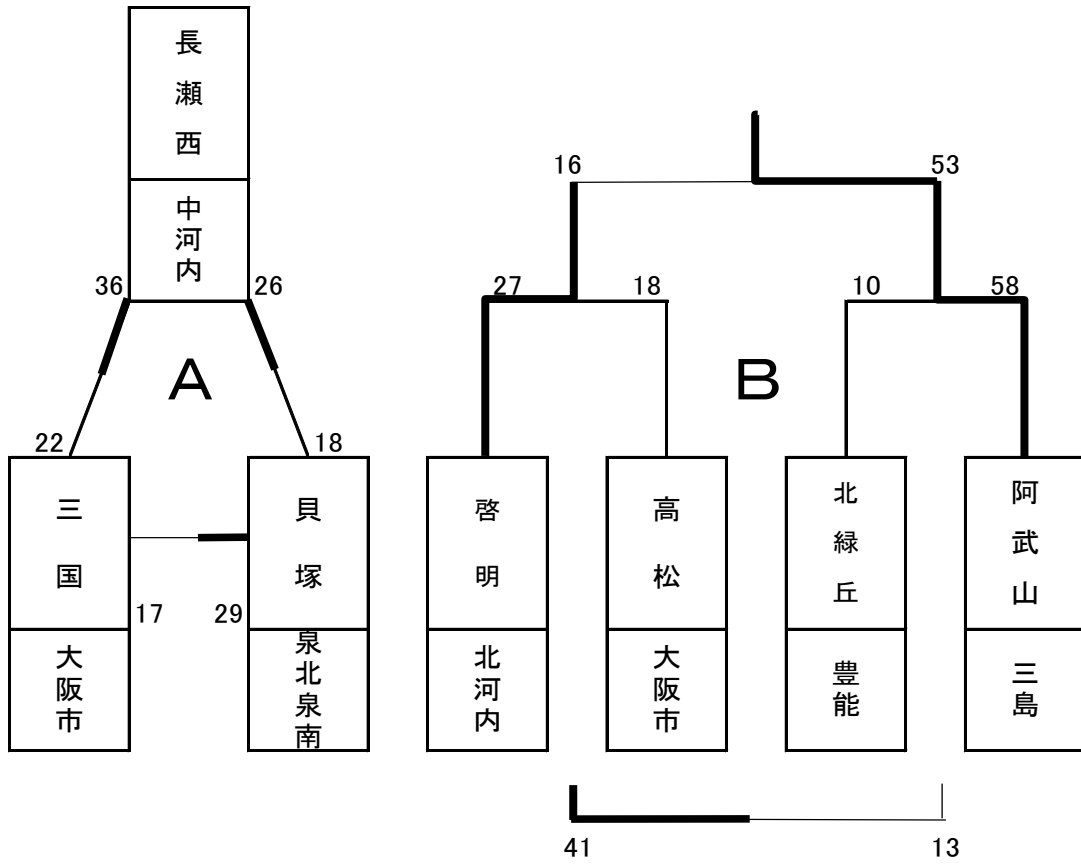 長瀬西
中河内
36
26
A
22
18
三国
貝塚
17
29
大阪市
泉北泉南
16
53
27
18
10
58
B
啓明
高松
北緑丘
阿武山
北河内
大阪市
豊能
三島
41
13